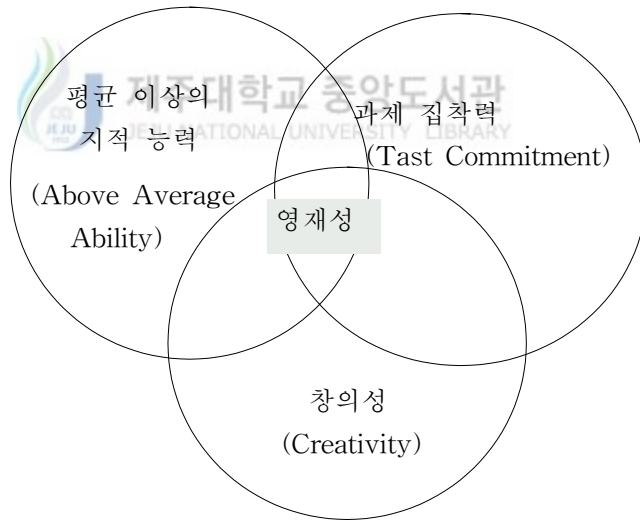 제주대학교 중앙도서관
JEJU NATIONAL UNIVERSITY LIBRARY
JEJU
1952
평균 이상의
지적 능력
(Above Average
Ability)
과제 집착력
(Tast Commitment)
영재성
창의성
(Creativity)